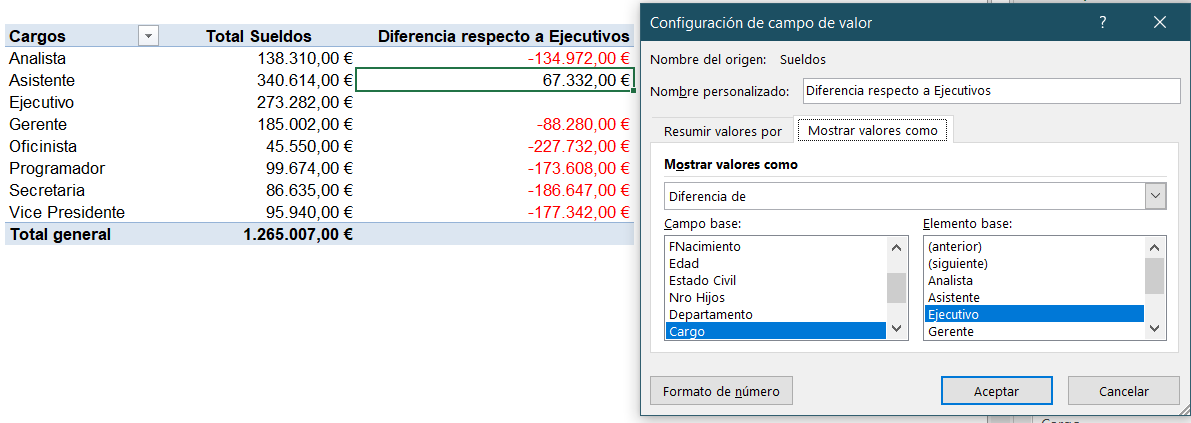 Cargos Total Sueldos Diferencia respecto a Ejecutivos
Analista 138.310,00 € -134.972,00 €
Asistente 340.614,00 € 67.332,00 €
Ejecutivo 273.282,00 €
Gerente 185.002,00 € -88.280,00 €
Oficinista 45.550,00 € -227.732,00 €
Programador 99.674,00 € -173.608,00 €
Secretaria 86.635,00 € -186.647,00 €
Vice Presidente 95.940,00 € -177.342,00 €
Total general 1.265.007,00 €
Configuración de campo de valor ?
Nombre del origen: Sueldos
Nombre personalizado: Diferencia respecto a Ejecutivos
Resumir valores por Mostrar valores como
Mostrar valores como
Diferencia de
Campo base: Elemento base:
FNacimiento (anterior)
Edad (siguiente)
Estado Civil Analista
Nro Hijos Asistente
Departamento Ejecutivo
Cargo Gerente
Formato de número Aceptar Cancelar